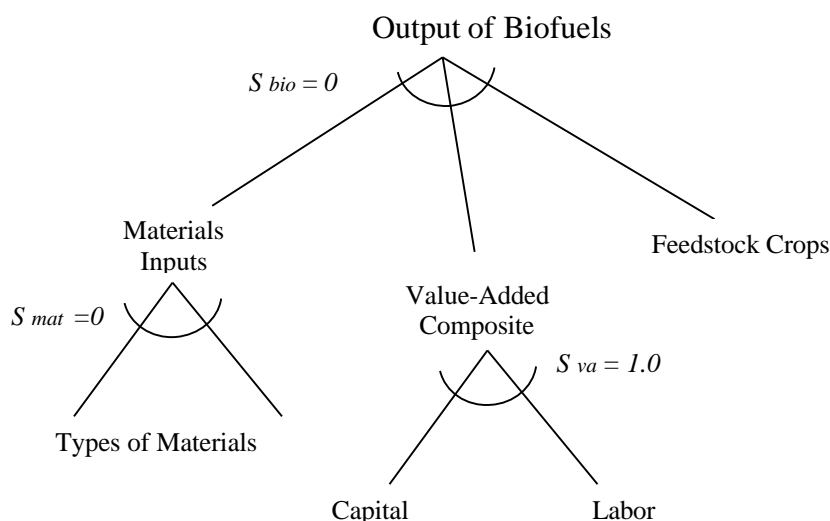 Output of Biofuels
S bio = 0
Materials
Inputs
Feedstock Crops
S mat =0
Value-Added
Composite
S va = 1.0
Types of Materials
Capital
Labor